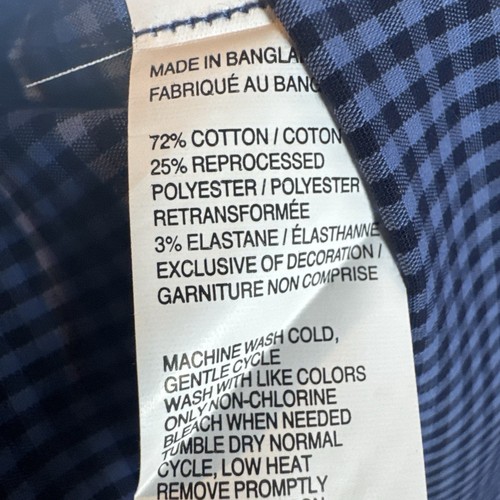 MADE IN
FABRIQUÉ AU
72% COTTON / COTON
25% REPROCESSED
POLYESTER / POLYESTER
RETRANSFORMÉE
3% ELASTANE / ÉLASTHANNE
EXCLUSIVE OF DECORATION /
GARNITURE NON COMPRISE
MACHINE WASH COLD,
GENTLE CYCLE
WASH WITH LIKE COLORS
ONLY NON-CHLORINE
BLEACH WHEN NEEDED
TUMBLE DRY NORMAL
CYCLE, LOW HEAT
REMOVE PROMPTLY